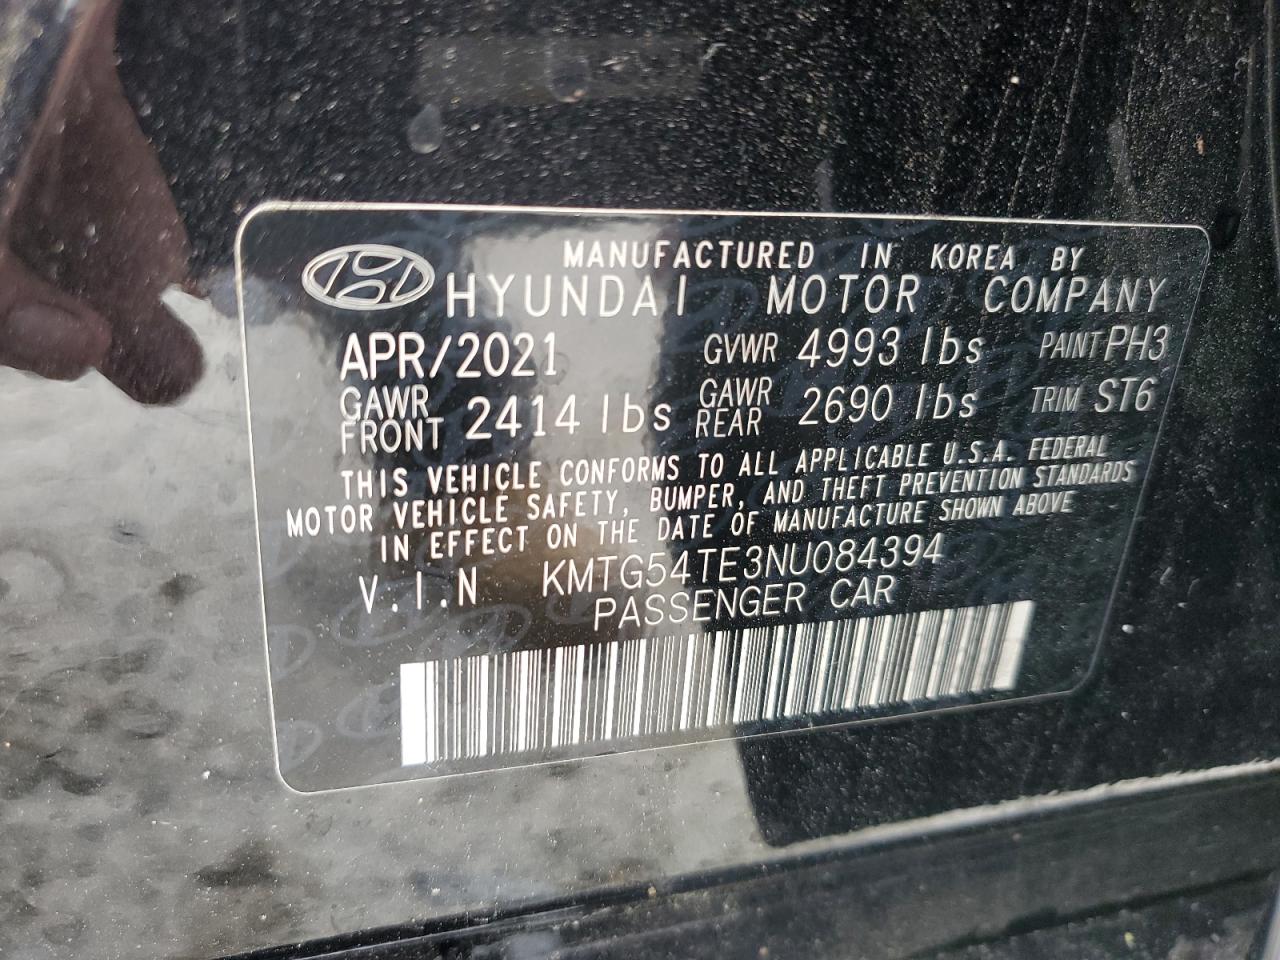 MANUFACTURED IN KOREA BY
HYUNDAI MOTOR COMPANY
APR/2021 GVWR 4993 lbs PAINT PH3
GAWR FRONT 2414 lbs GAWR REAR 2690 lbs TRIM ST6
THIS VEHICLE CONFORMS TO ALL APPLICABLE U.S.A. FEDERAL
MOTOR VEHICLE SAFETY, BUMPER, AND THEFT PREVENTION STANDARDS
IN EFFECT ON THE DATE OF MANUFACTURE SHOWN ABOVE
V.I.N KMTG54TE3NU084394
PASSENGER CAR